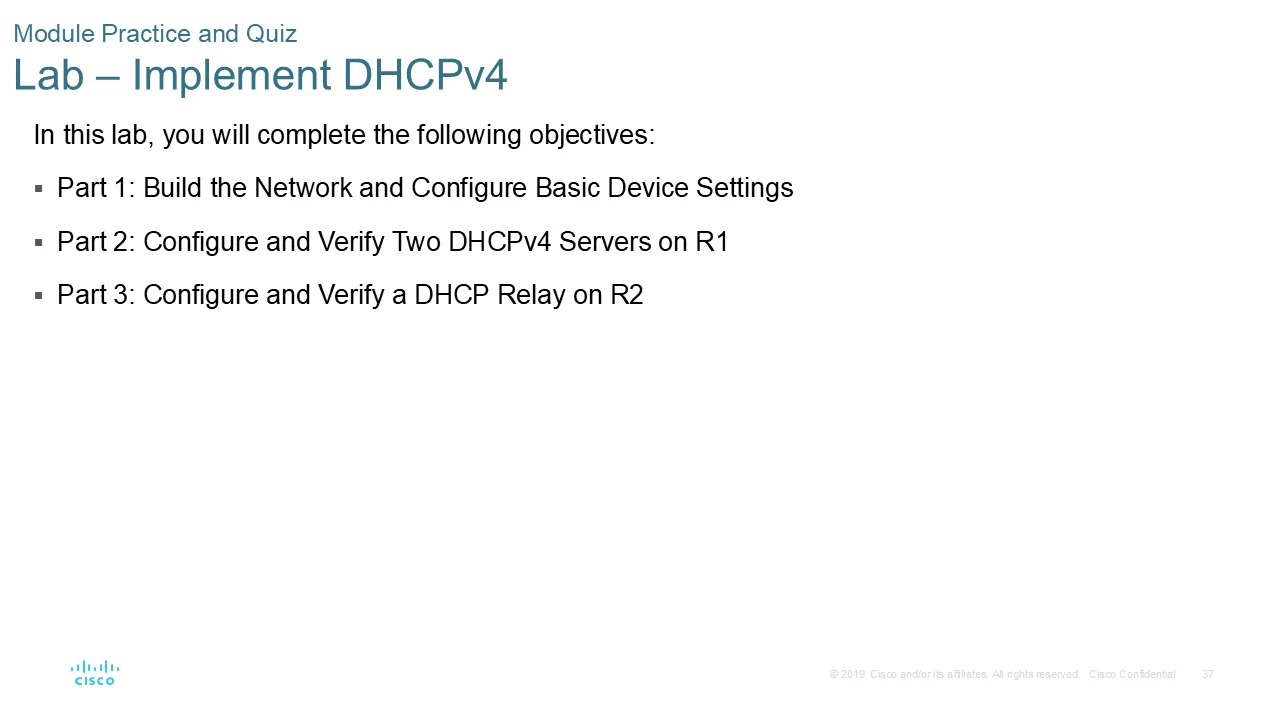 Module Practice and Quiz
Lab – Implement DHCPv4
In this lab, you will complete the following objectives:
▪ Part 1: Build the Network and Configure Basic Device Settings
▪ Part 2: Configure and Verify Two DHCPv4 Servers on R1
▪ Part 3: Configure and Verify a DHCP Relay on R2
CISCO
© 2019 Cisco and/or its affiliates. All rights reserved. Cisco Confidential 37